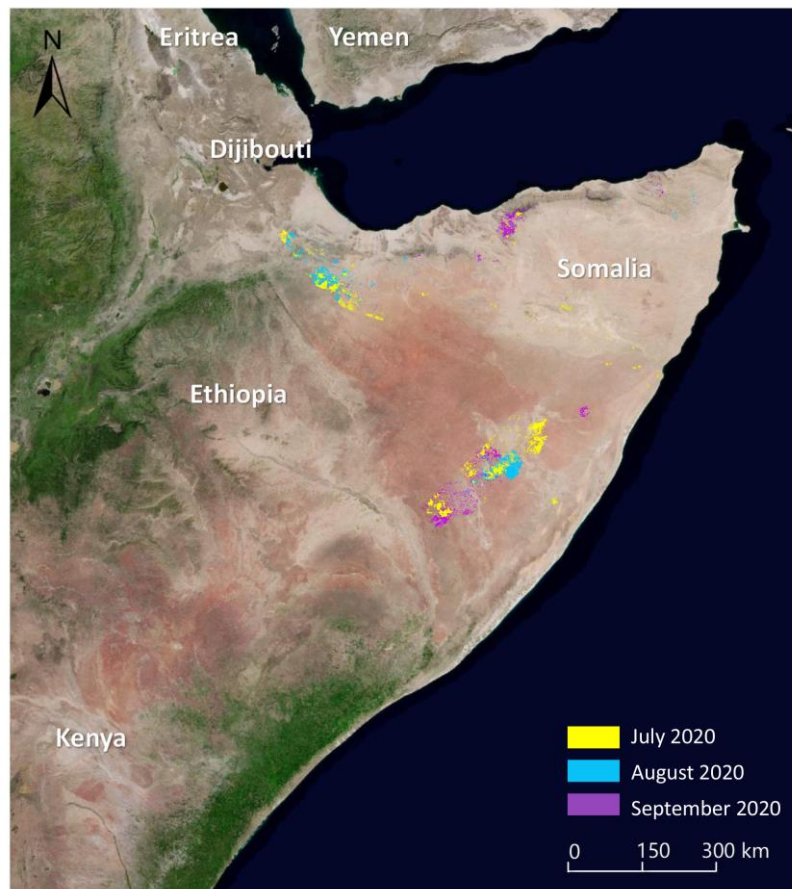 Eritrea
Yemen
N
Dijibouti
Somalia
Ethiopia
Kenya
July 2020
August 2020
September 2020
0 150 300 km